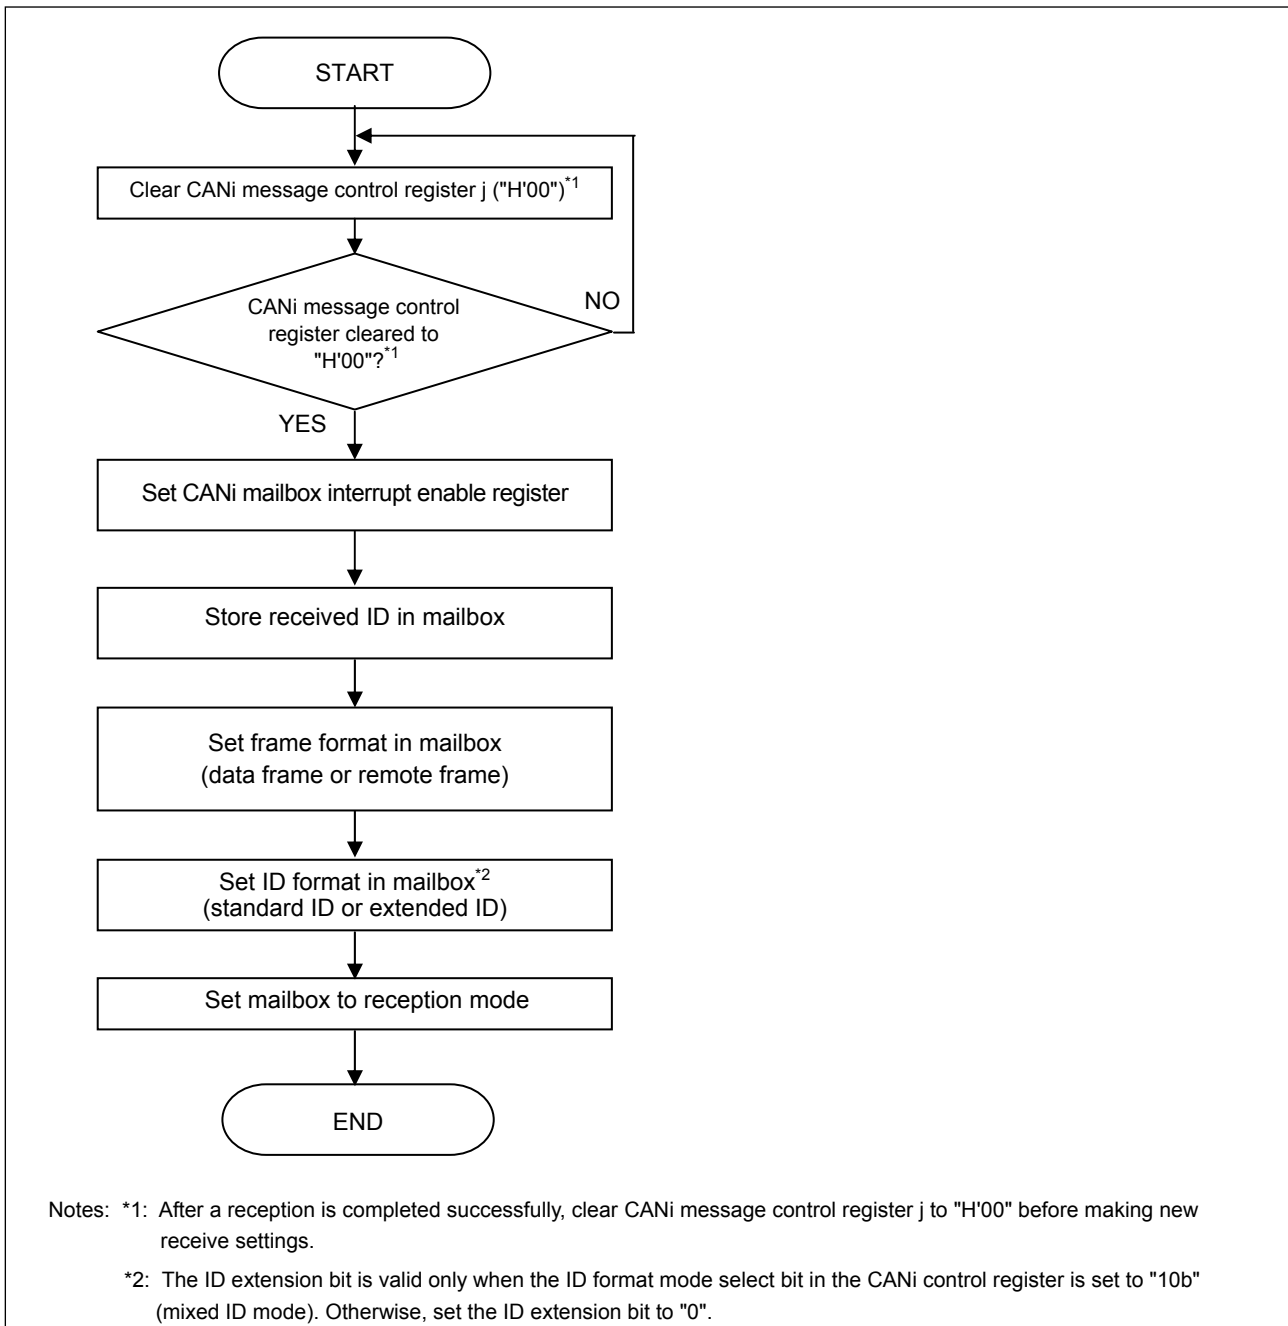 START
Clear CANi message control register j ("H'00")*1
CANi message control
register cleared to
"H'00"?*1
NO
YES
Set CANi mailbox interrupt enable register
Store received ID in mailbox
Set frame format in mailbox
(data frame or remote frame)
Set ID format in mailbox*2
(standard ID or extended ID)
Set mailbox to reception mode
END
Notes: *1: After a reception is completed successfully, clear CANi message control register j to "H'00" before making new
receive settings.
*2: The ID extension bit is valid only when the ID format mode select bit in the CANi control register is set to "10b"
(mixed ID mode). Otherwise, set the ID extension bit to "0".